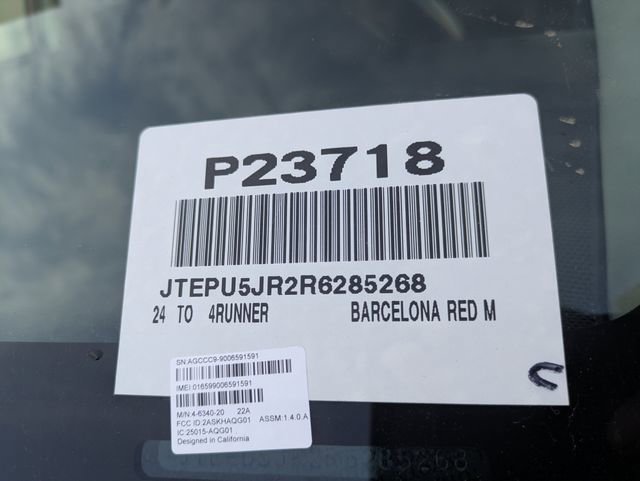 P23718
JTEPU5JR2R6285268
24 TO 4RUNNER BARCELONA RED M
SN:AGCCC9-9006591591
IMEI:016599006591591
M/N:4-6340-20 22A
FCC ID:2ASKHAQG01 ASSM:1.4.0.A
IC:25015-AQG01
Designed in California